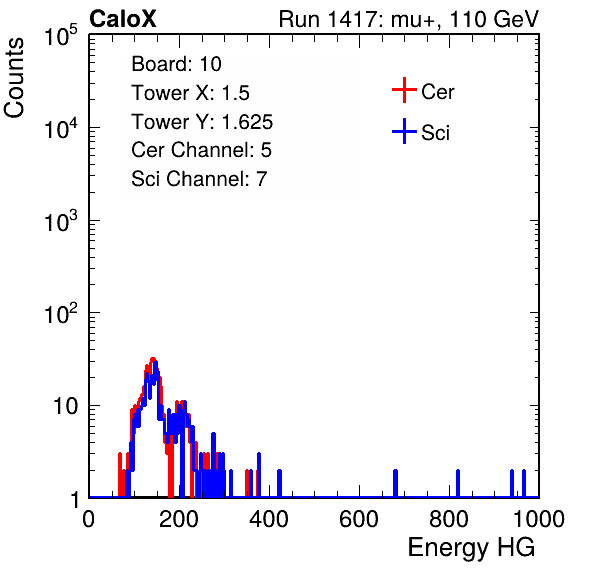 CaloX Run 1417: mu+, 110 GeV
Counts
10^5
10^4
10^3
10^2
10
1
Board: 10
Tower X: 1.5
Tower Y: 1.625
Cer Channel: 5
Sci Channel: 7
Cer
Sci
0 200 400 600 800 1000
Energy HG